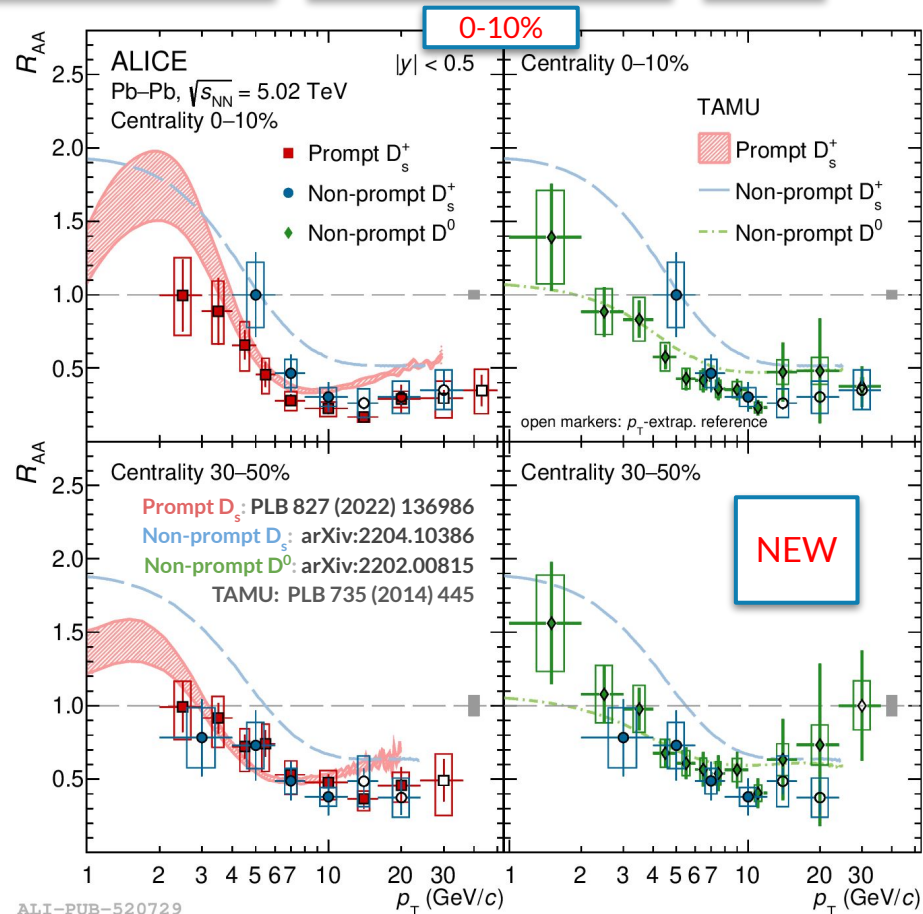 0-10%
R_AA
2.5
2.0
1.5
1.0
0.5
ALICE
|y| < 0.5
Pb–Pb, √s_NN = 5.02 TeV
Centrality 0–10%
Prompt D_s^+
Non-prompt D_s^+
Non-prompt D^0
Centrality 0–10%
TAMU
Prompt D_s^+
Non-prompt D_s^+
Non-prompt D^0
open markers: p_T-extrap. reference
R_AA
2.5
2.0
1.5
1.0
0.5
Centrality 30–50%
Prompt D_s: PLB 827 (2022) 136986
Non-prompt D_s: arXiv:2204.10386
Non-prompt D^0: arXiv:2202.00815
TAMU: PLB 735 (2014) 445
Centrality 30–50%
NEW
1 2 3 4 5 6 7 10 20 30
p_T (GeV/c)
1 2 3 4 5 6 7 10 20 30
p_T (GeV/c)
ALI-PUB-520729